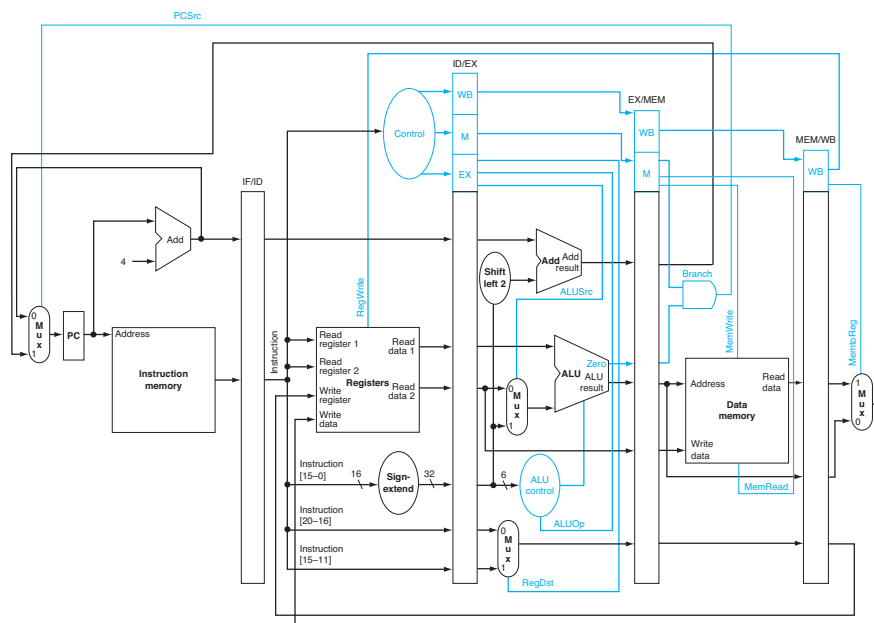 PCSrc
ID/EX
WB
EX/MEM
Control
M
WB
MEM/WB
EX
M
WB
IF/ID
Add
4
Add
Add
result
Shift
left 2
Branch
RegWrite
ALUSrc
MemWrite
MemtoReg
0
M
u
x
1
PC
Address
Instruction
memory
Instruction
Read
register 1
Read
data 1
Read
register 2
Registers
Read
data 2
Write
register
Write
data
0
M
u
x
1
Zero
ALU
ALU
result
Address
Read
data
Data
memory
Write
data
1
M
u
x
0
Instruction
[15–0]
16
Sign-
extend
32
6
ALU
control
MemRead
Instruction
[20–16]
ALUOp
0
M
u
x
1
Instruction
[15–11]
RegDst